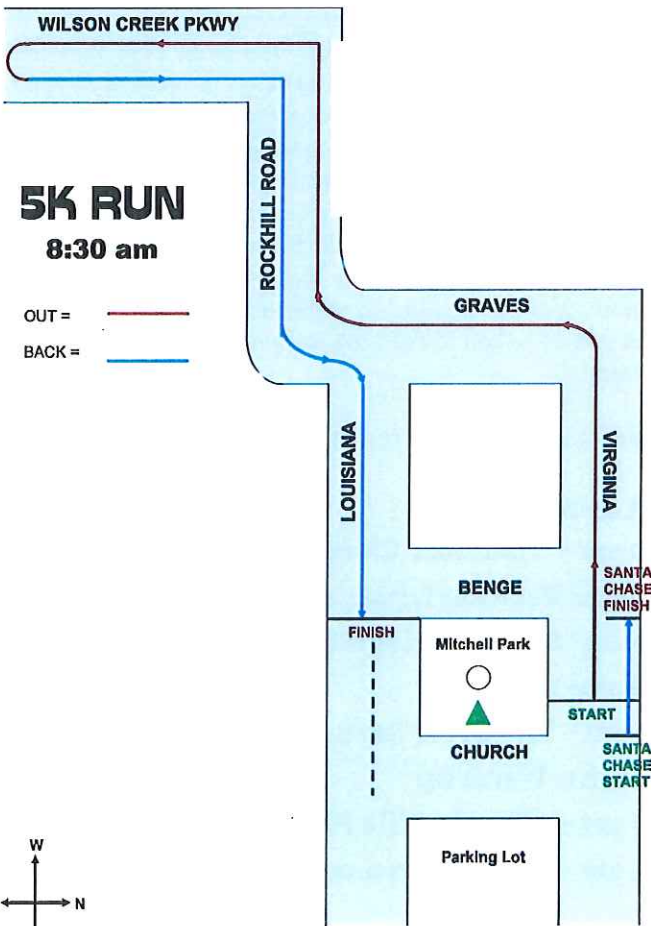 WILSON CREEK PKWY
5K RUN
8:30 am
OUT =
BACK =
ROCKHILL ROAD
GRAVES
LOUISIANA
VIRGINIA
BENGE
SANTA
CHASE
FINISH
FINISH
Mitchell Park
START
CHURCH
SANTA
CHASE
START
Parking Lot
W
N